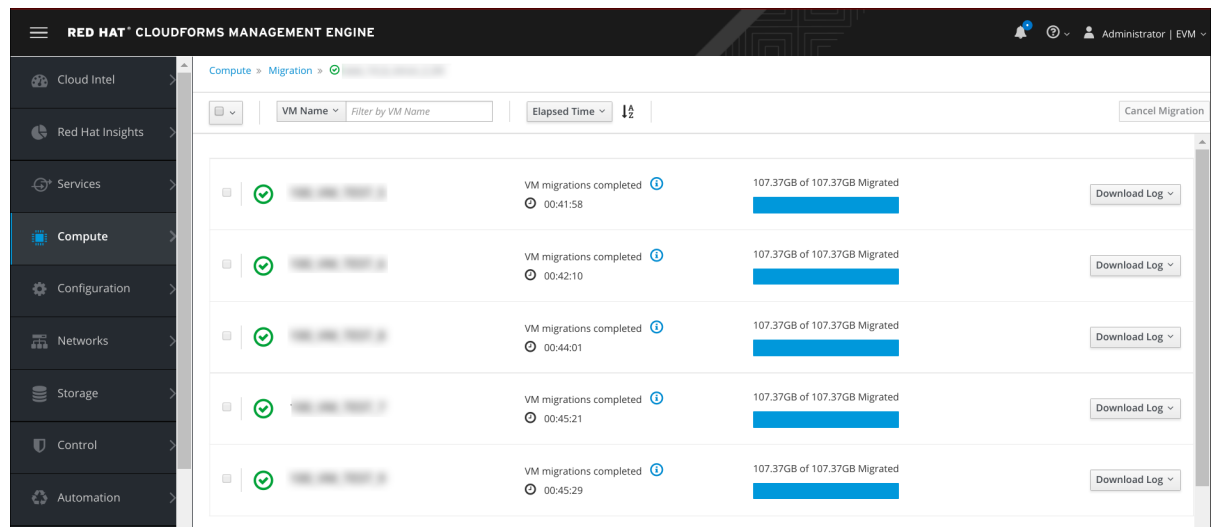 RED HAT® CLOUDFORMS MANAGEMENT ENGINE
Administrator | EVM
Cloud Intel
Red Hat Insights
Services
Compute
Configuration
Networks
Storage
Control
Automation
Compute » Migration »
VM Name Filter by VM Name Elapsed Time Cancel Migration
VM migrations completed 107.37GB of 107.37GB Migrated
00:41:58
Download Log
VM migrations completed 107.37GB of 107.37GB Migrated
00:42:10
Download Log
VM migrations completed 107.37GB of 107.37GB Migrated
00:44:01
Download Log
VM migrations completed 107.37GB of 107.37GB Migrated
00:45:21
Download Log
VM migrations completed 107.37GB of 107.37GB Migrated
00:45:29
Download Log